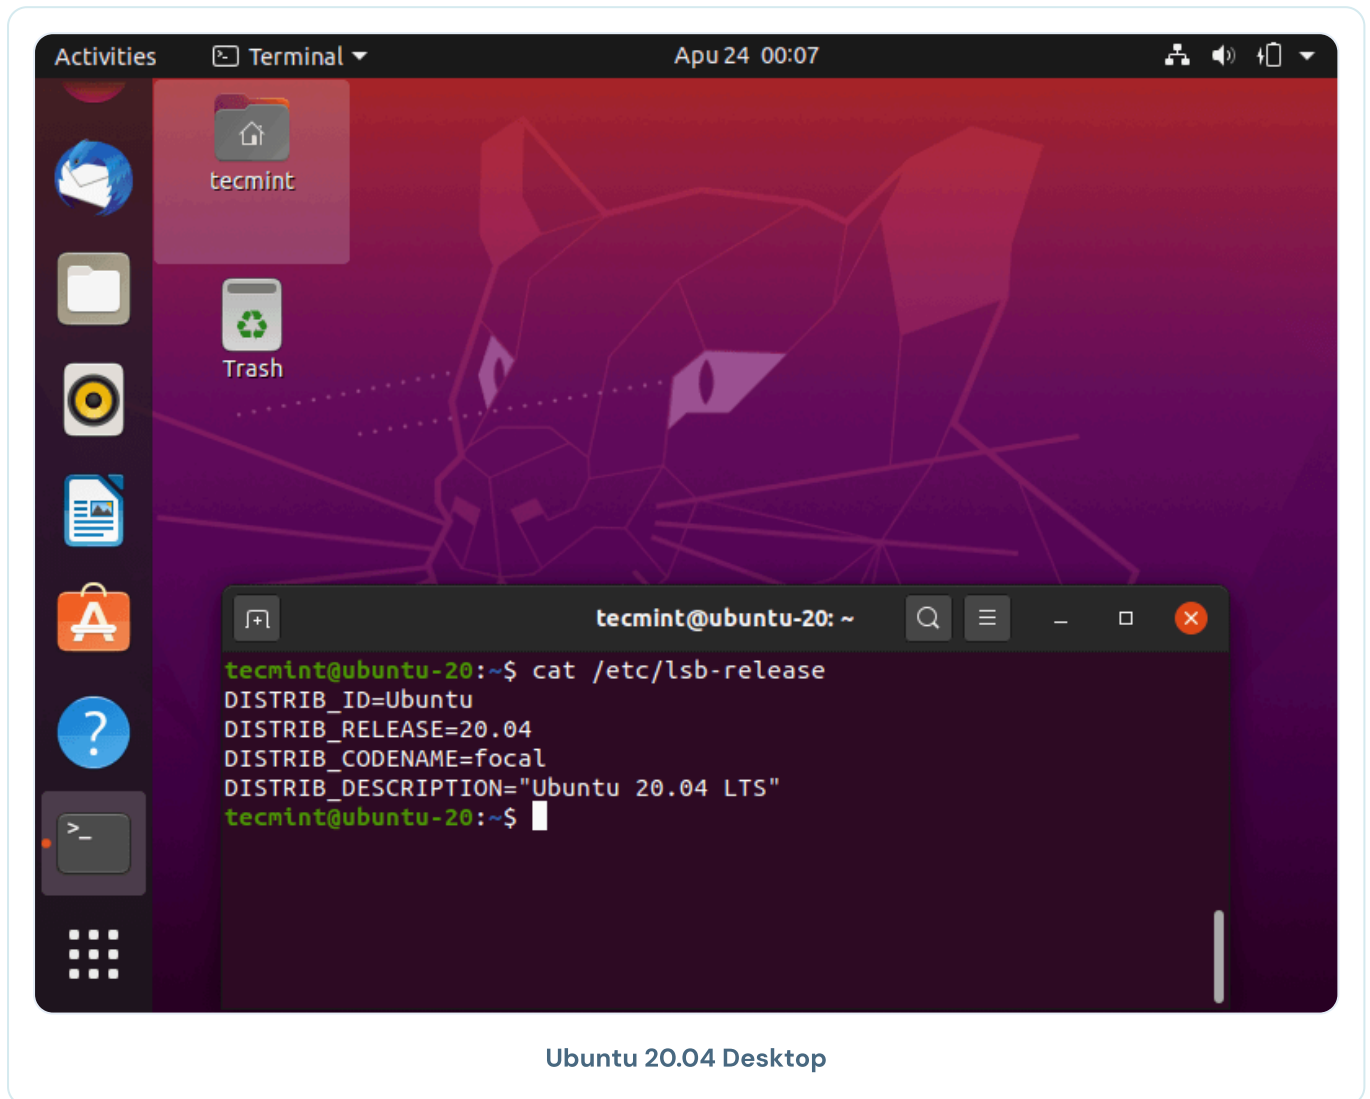 Activities
Terminal
Apu 24 00:07
tecmint
Trash
tecmint@ubuntu-20: ~
tecmint@ubuntu-20:~$ cat /etc/lsb-release
DISTRIB_ID=Ubuntu
DISTRIB_RELEASE=20.04
DISTRIB_CODENAME=focal
DISTRIB_DESCRIPTION="Ubuntu 20.04 LTS"
tecmint@ubuntu-20:~$
Ubuntu 20.04 Desktop